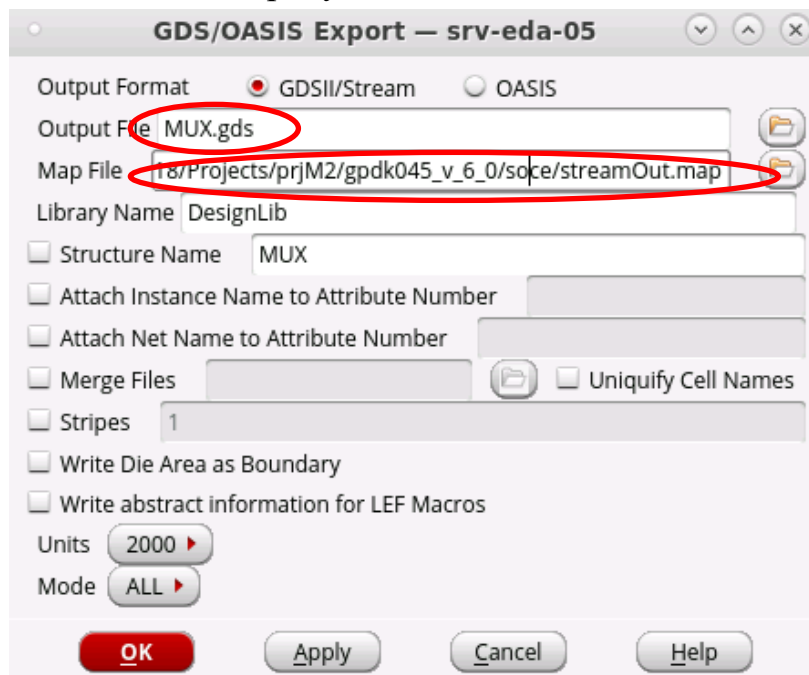 GDS/OASIS Export — srv-eda-05
Output Format GDSII/Stream OASIS
Output File MUX.gds
Map File 18/Projects/prjM2/gpdk045_v_6_0/soce/streamOut.map
Library Name DesignLib
Structure Name MUX
Attach Instance Name to Attribute Number
Attach Net Name to Attribute Number
Merge Files Uniquify Cell Names
Stripes 1
Write Die Area as Boundary
Write abstract information for LEF Macros
Units 2000
Mode ALL
OK Apply Cancel Help